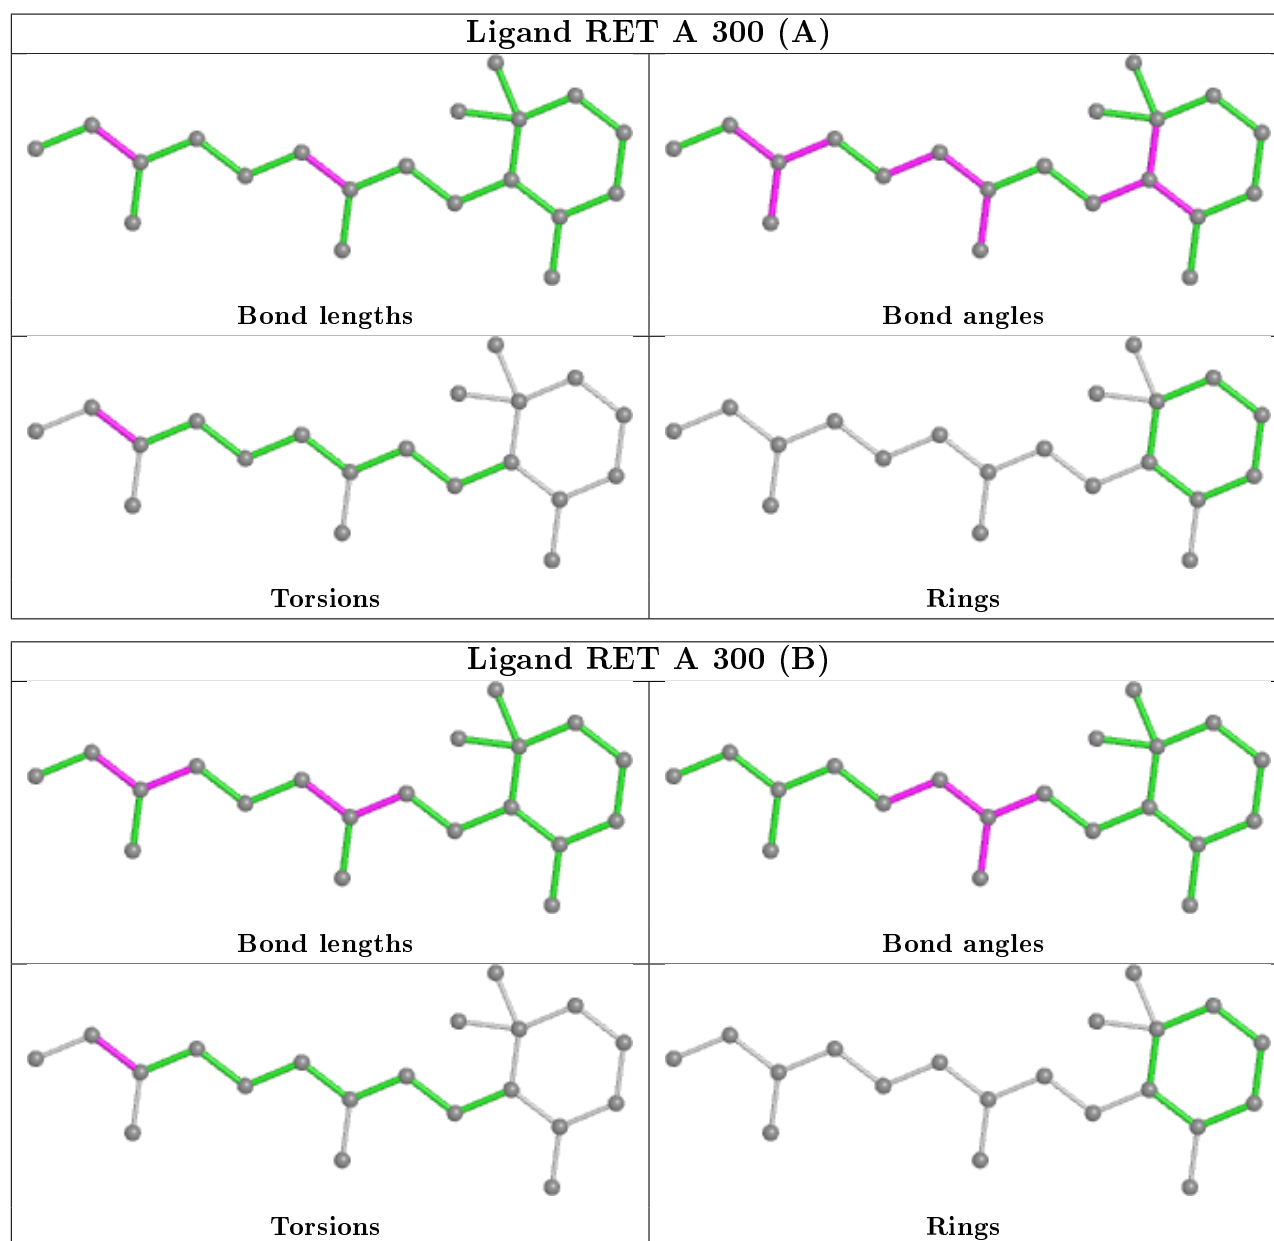 Ligand RET A 300 (A)
Bond lengths
Bond angles
Torsions
Rings
Ligand RET A 300 (B)
Bond lengths
Bond angles
Torsions
Rings